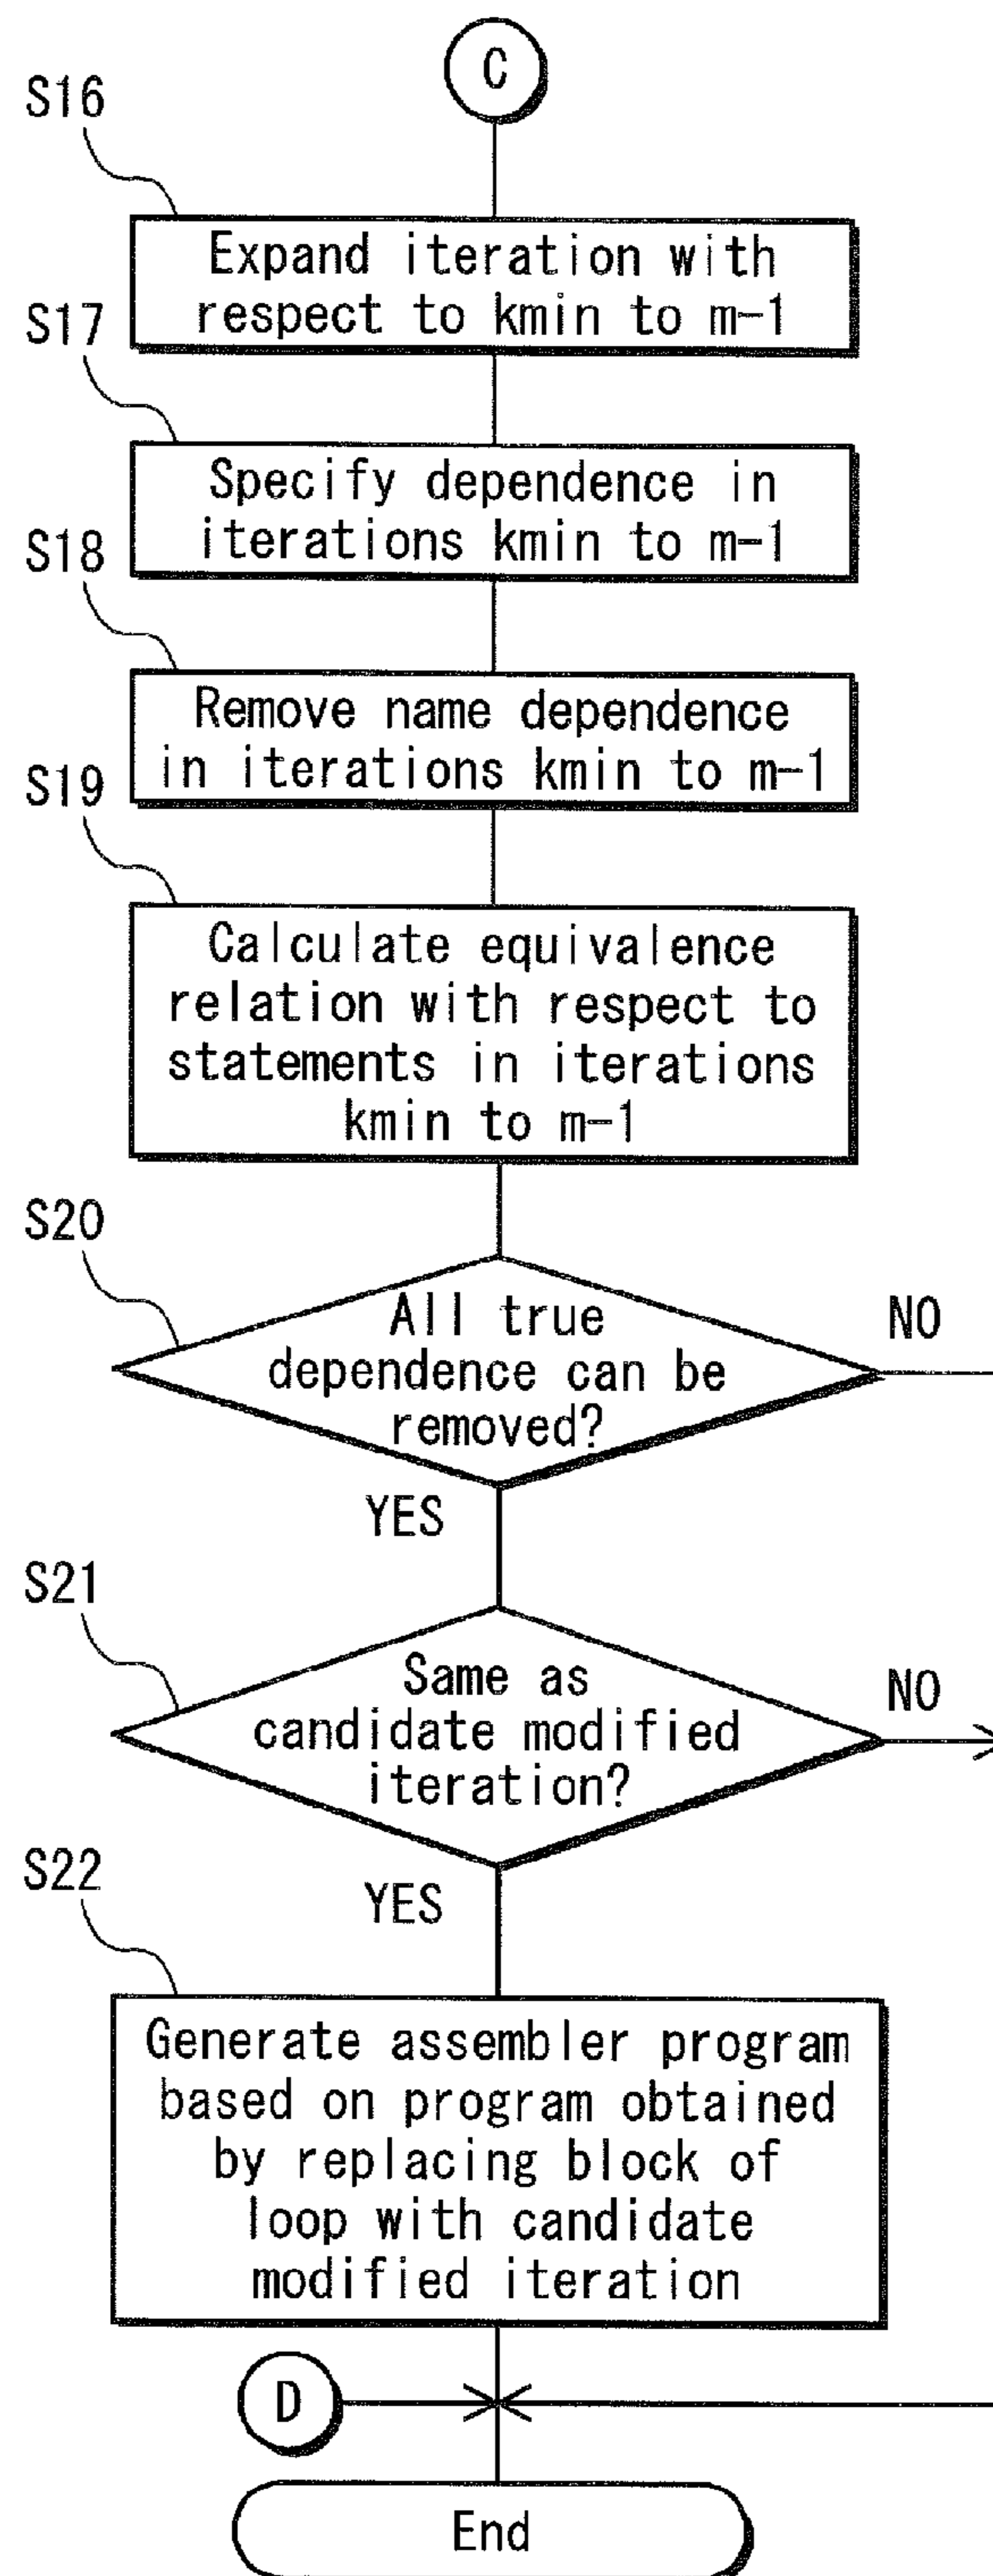 C
S16
Expand iteration with
respect to kmin to m-1
S17
Specify dependence in
iterations kmin to m-1
S18
Remove name dependence
in iterations kmin to m-1
S19
Calculate equivalence
relation with respect to
statements in iterations
kmin to m-1
S20
All true
dependence can be
removed?
NO
YES
S21
Same as
candidate modified
iteration?
NO
YES
S22
Generate assembler program
based on program obtained
by replacing block of
loop with candidate
modified iteration
D
End